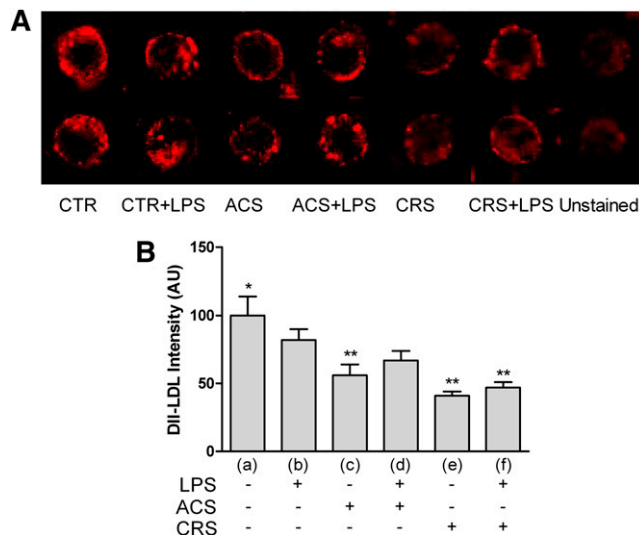 A
CTR CTR+LPS ACS ACS+LPS CRS CRS+LPS Unstained
B
DII-LDL Intensity (AU)
150
100
50
0
* ** ** **
(a) (b) (c) (d) (e) (f)
LPS - + - + - +
ACS - - + + - -
CRS - - - - + +